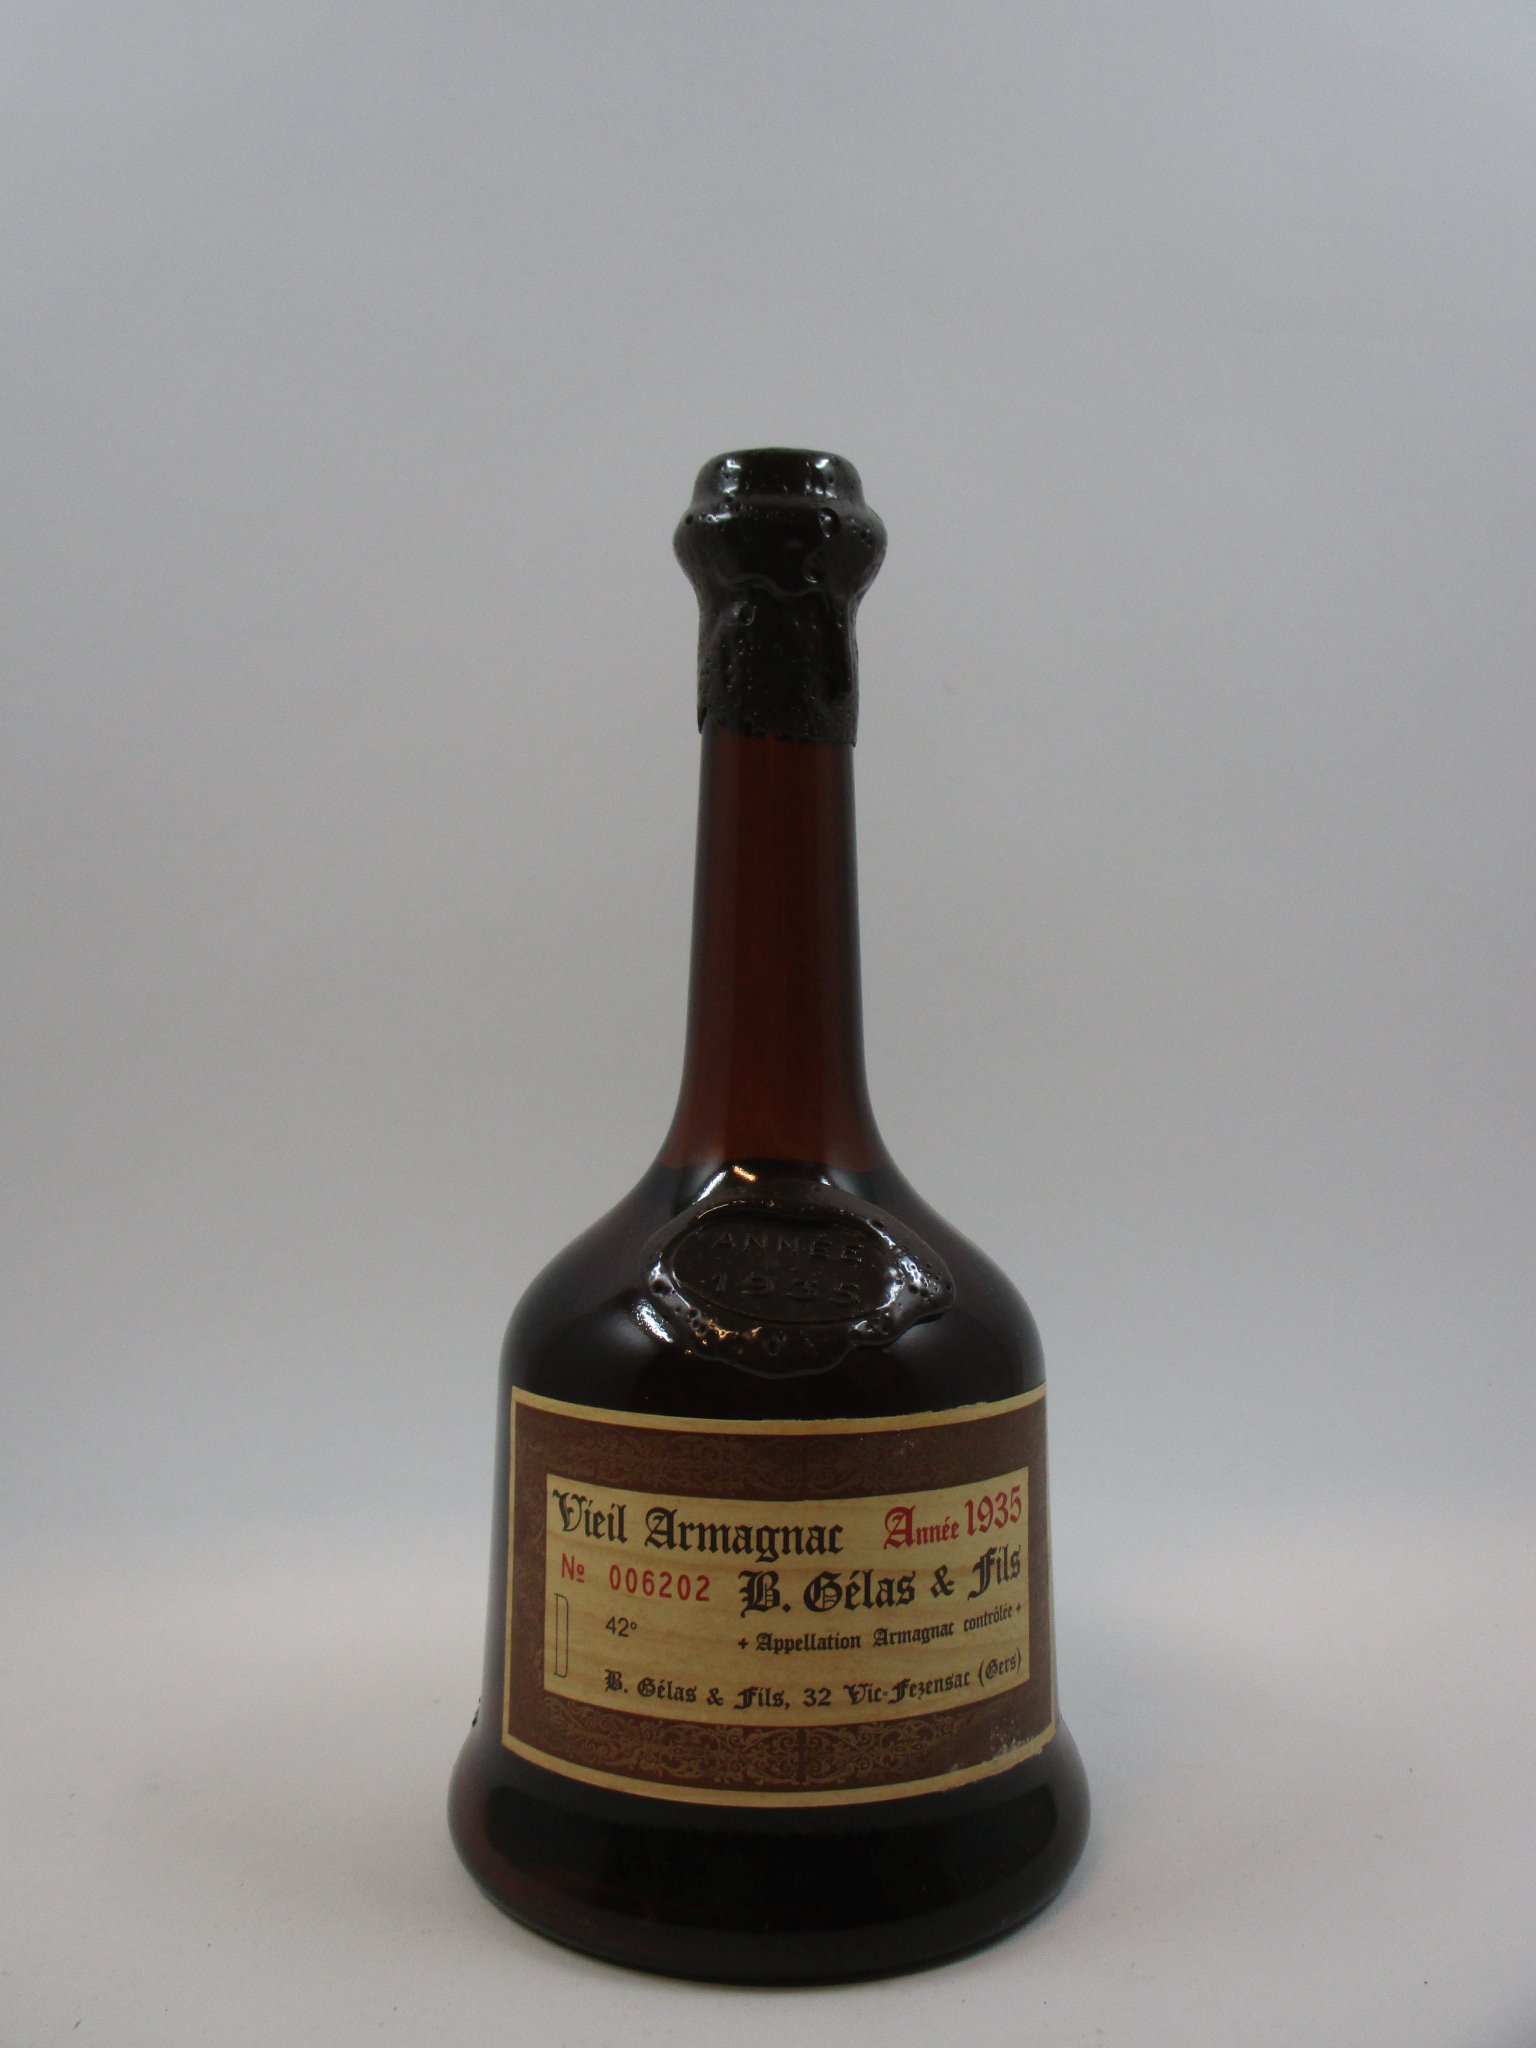 ANNÉE
1935
Vieil Armagnac Année 1935
Nº 006202 B. Gélas & Fils
D 42° + Appellation Armagnac contrôlée +
B. Gélas & Fils, 32 Vic-Fezensac (Gers)